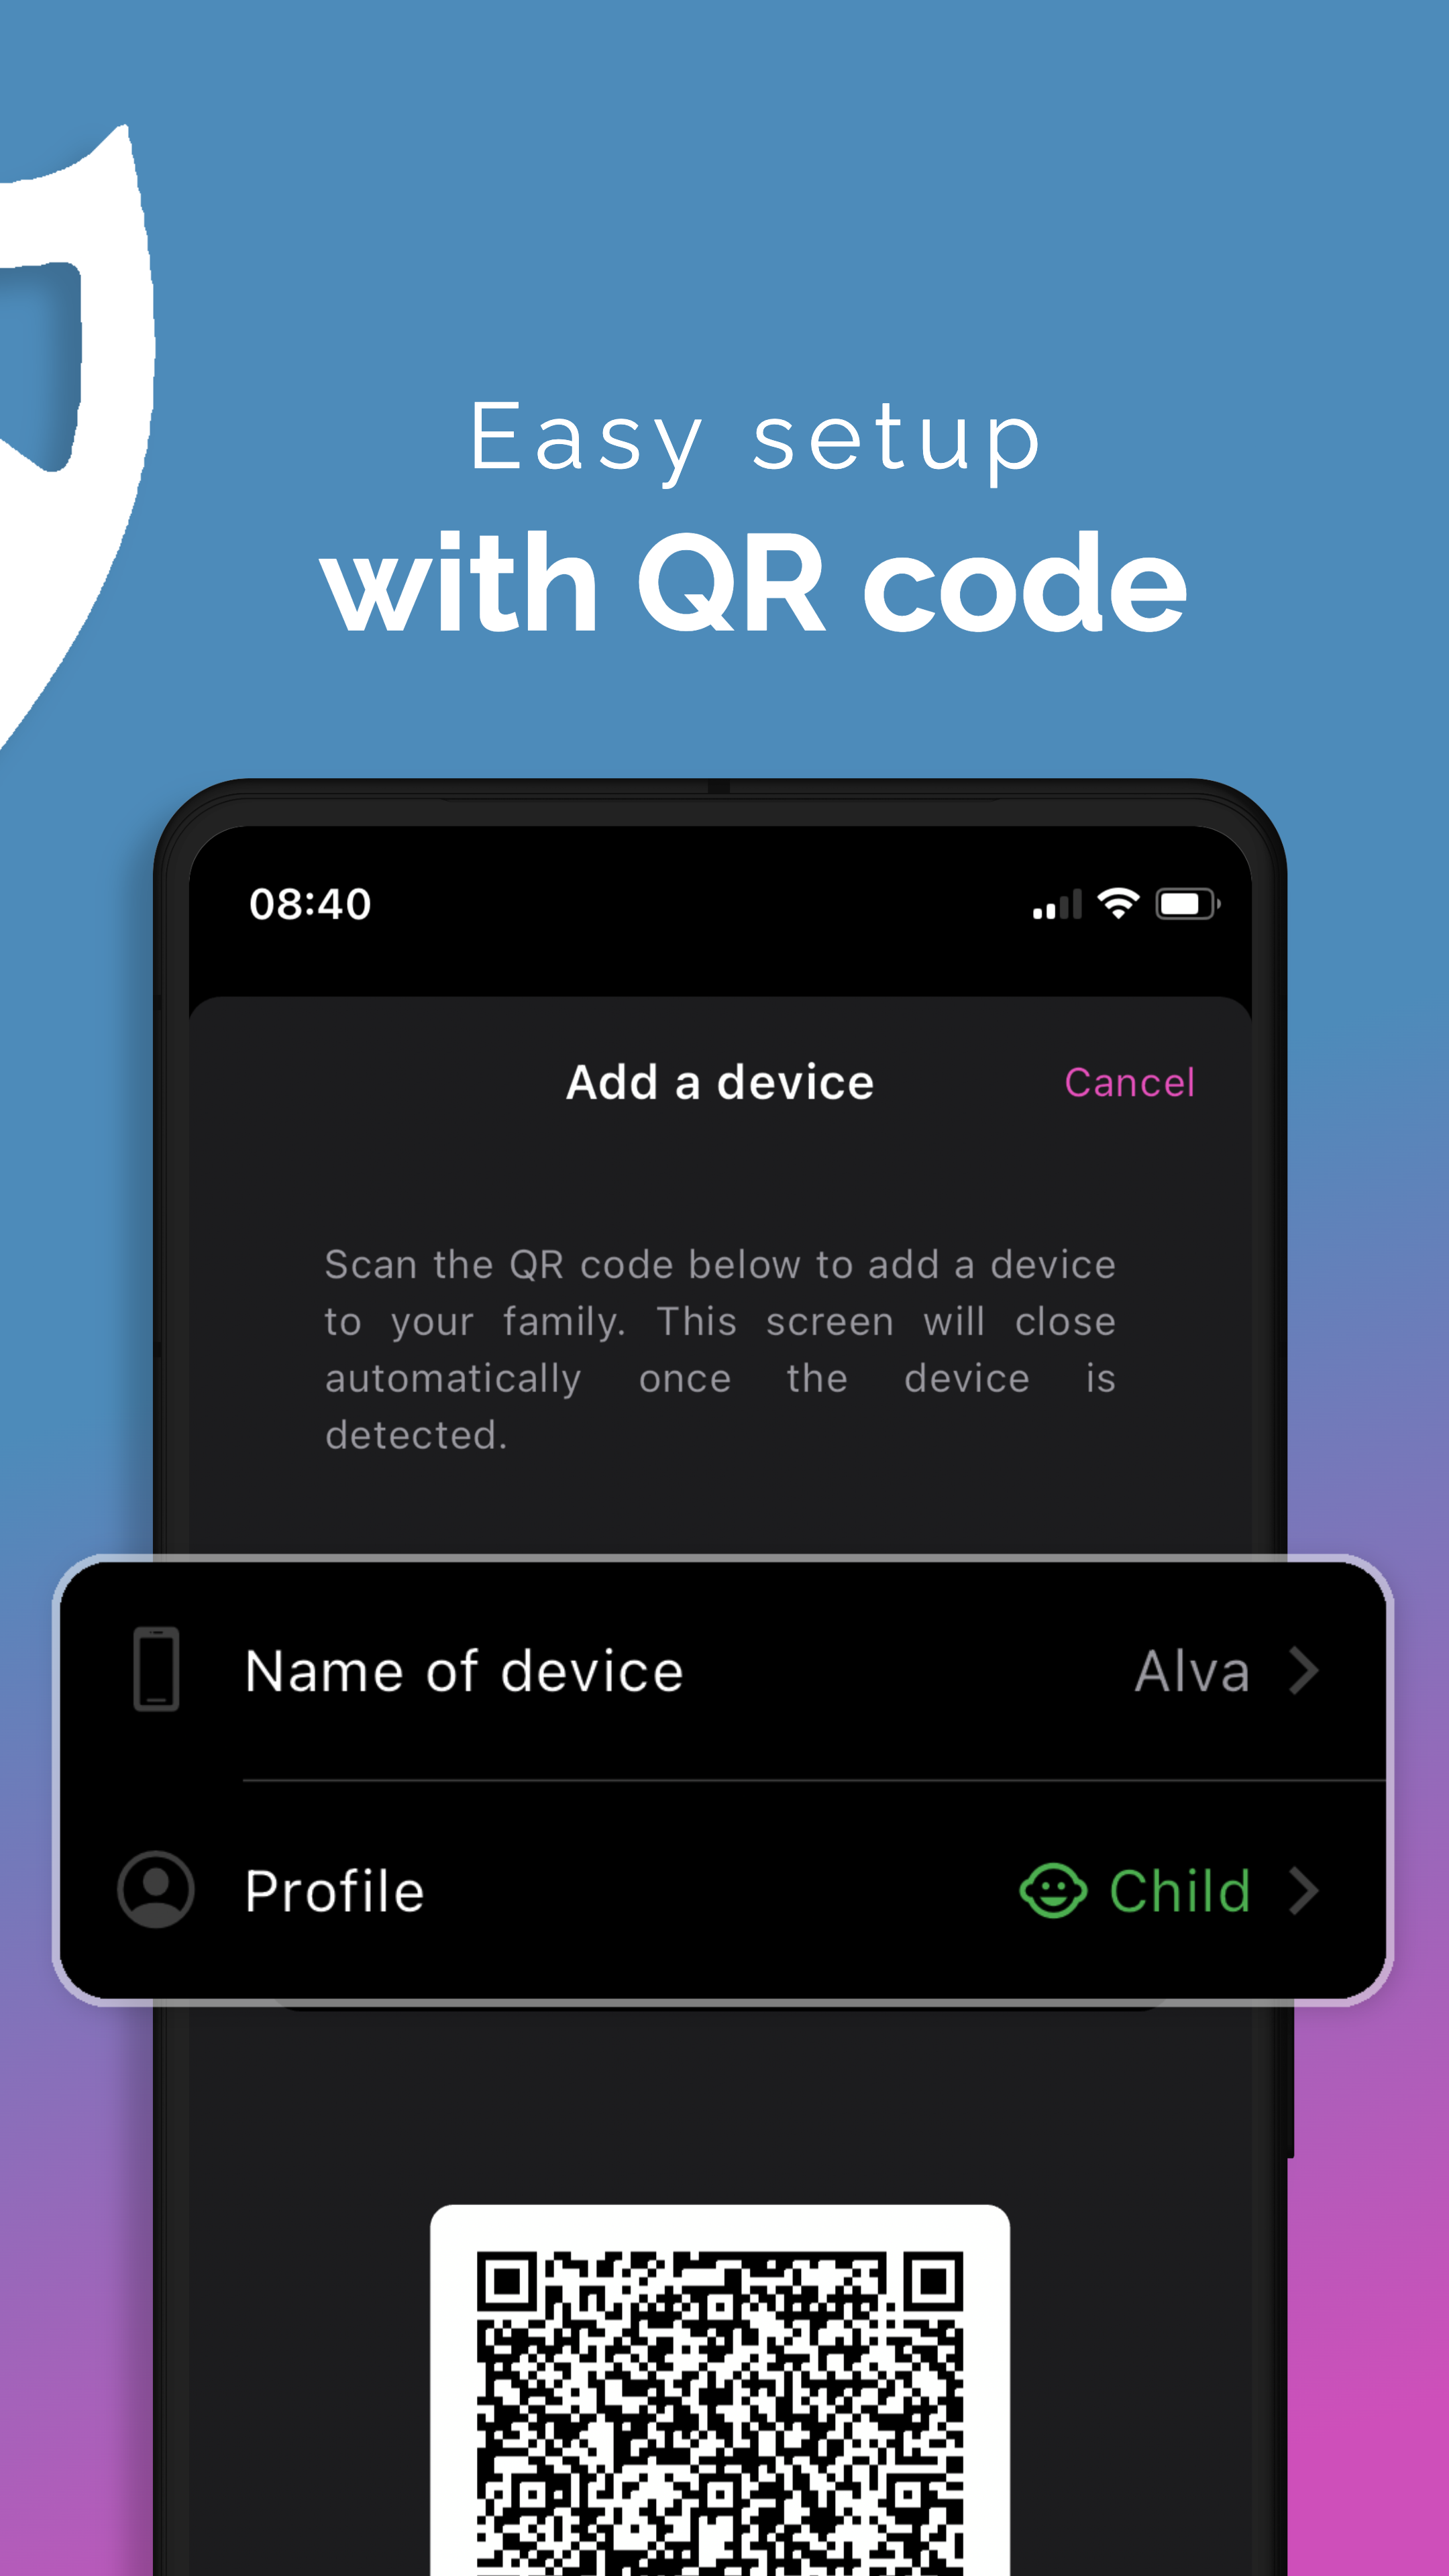 Easy setup
with QR code
08:40
Add a device
Cancel
Scan the QR code below to add a device
to your family. This screen will close
automatically once the device is
detected.
Name of device
Alva
Profile
Child